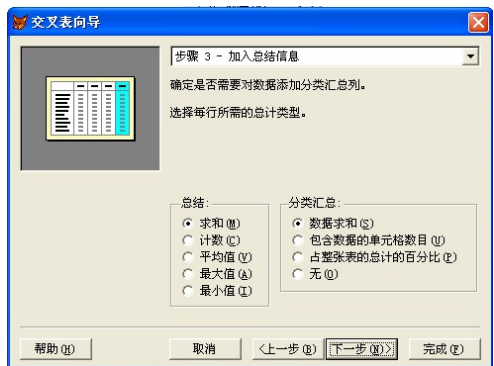 交叉表向导
步骤 3 - 加入总结信息
确定是否需要对数据添加分类汇总列。
选择每行所需的总计类型。
总结:
求和(M)
计数(C)
平均值(V)
最大值(A)
最小值(I)
分类汇总:
数据求和(S)
包含数据的单元格数目(U)
占整张表的总计的百分比(P)
无(O)
帮助(H)
取消
<上一步(B)
下一步(N)>
完成(F)